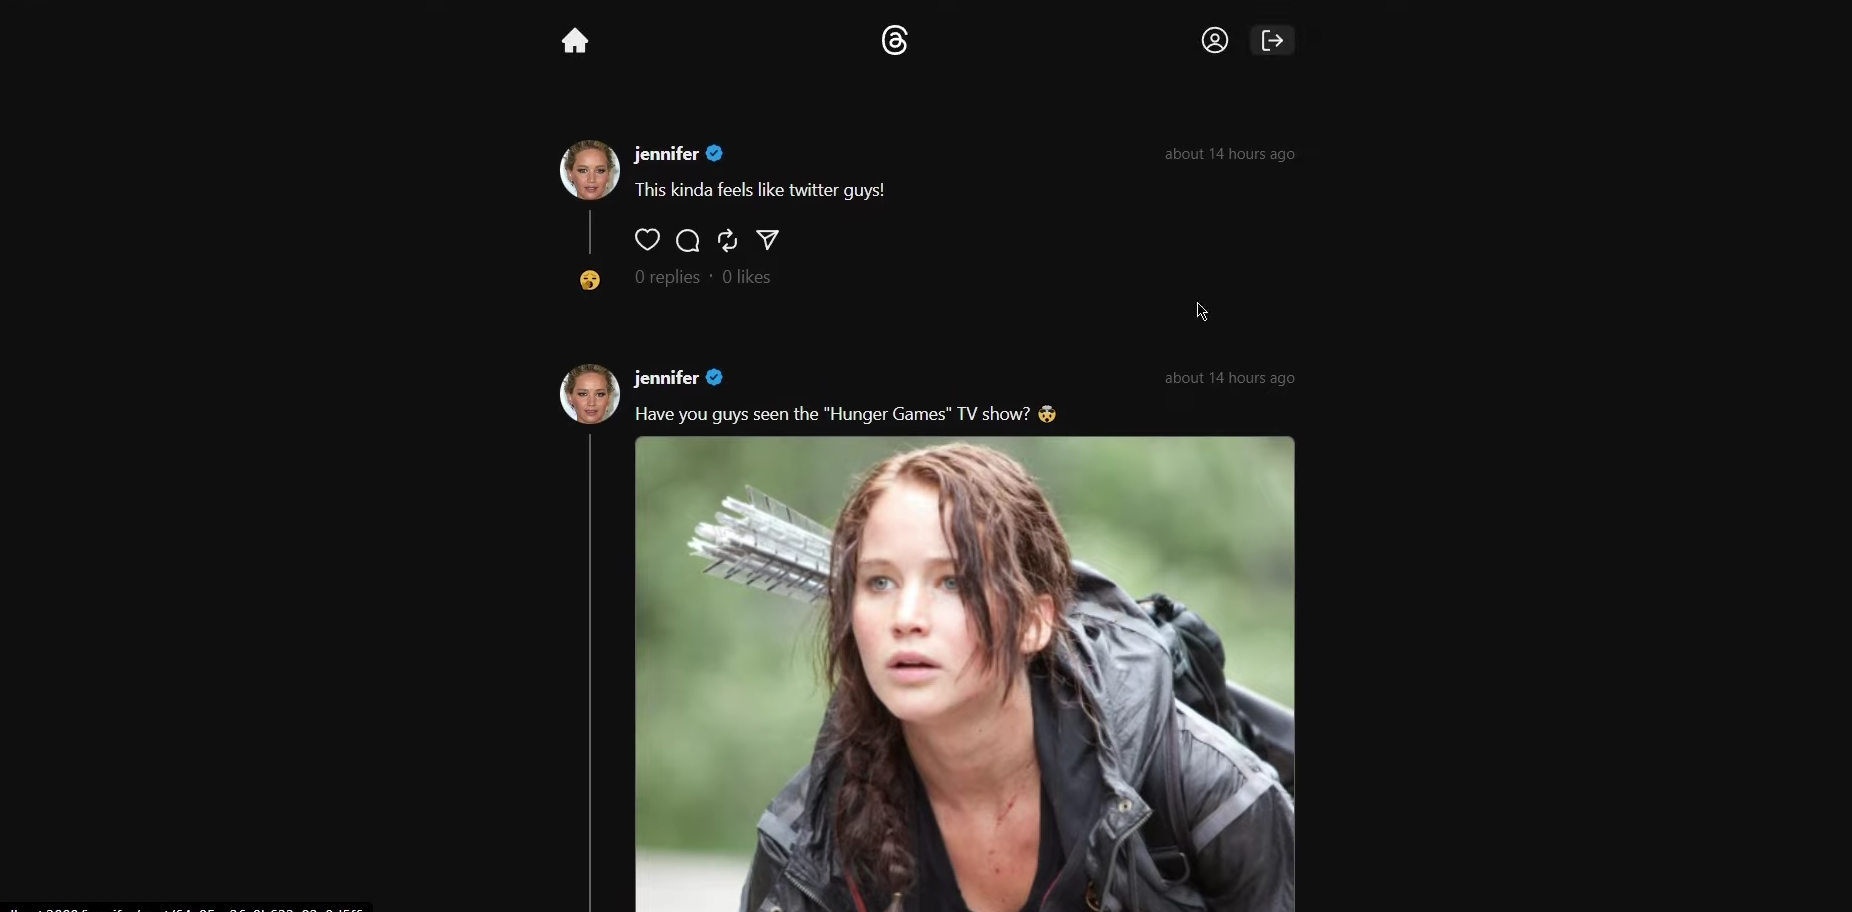 jennifer
about 14 hours ago
This kinda feels like twitter guys!
0 replies · 0 likes
jennifer
about 14 hours ago
Have you guys seen the "Hunger Games" TV show? 🤯